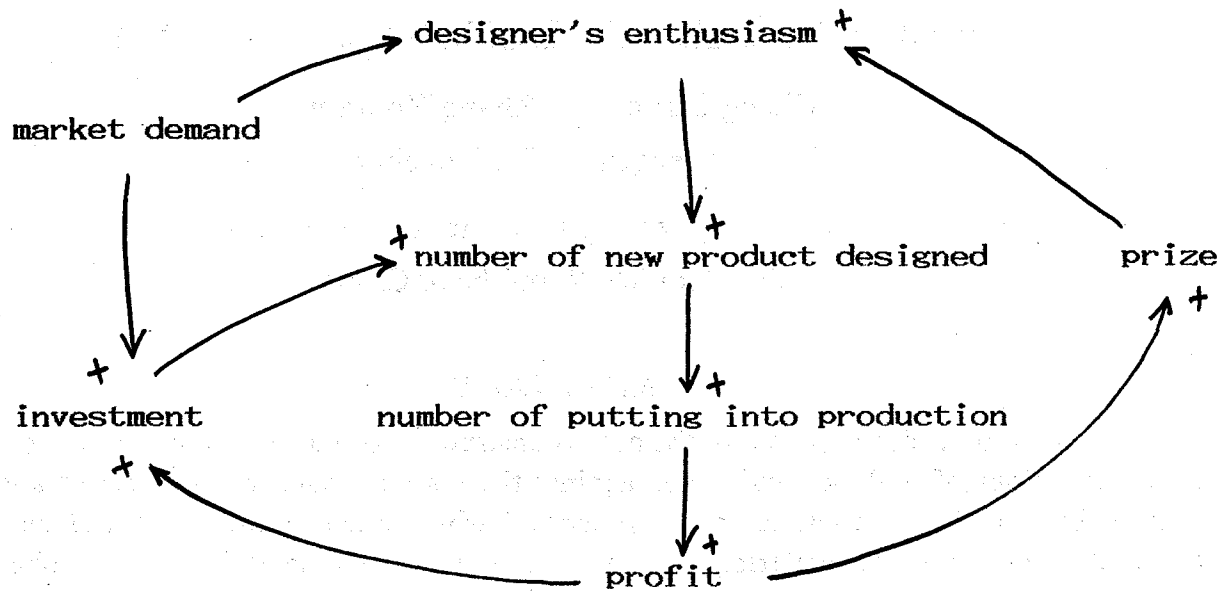 designer's enthusiasm +
market demand
+ +
number of new product designed
prize
+
+ +
investment
number of putting into production
+ +
profit